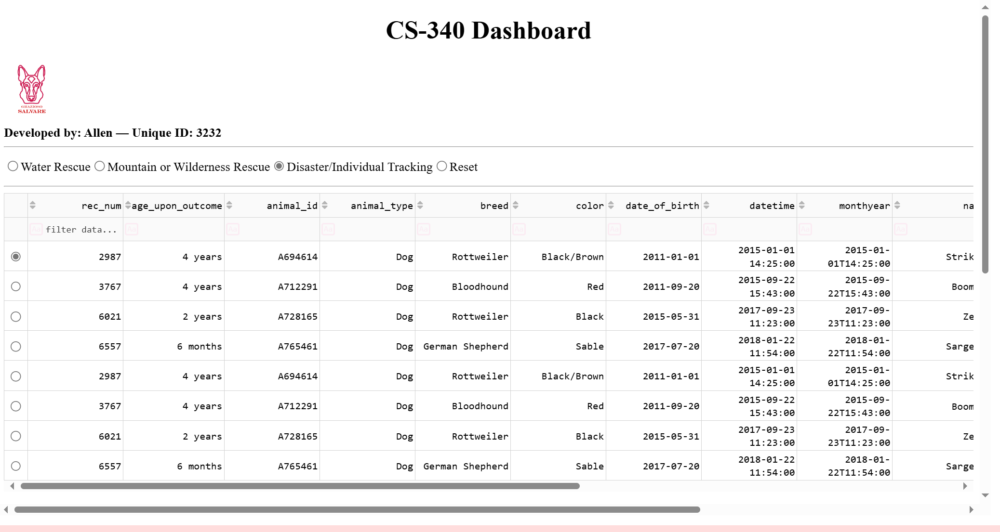 CS-340 Dashboard
GRAZIOSO
SALVARE
Developed by: Allen — Unique ID: 3232
Water Rescue Mountain or Wilderness Rescue Disaster/Individual Tracking Reset
rec_num age_upon_outcome animal_id animal_type breed color date_of_birth datetime monthyear na
Aa filter data... Aa Aa Aa Aa Aa Aa Aa Aa Aa
2987 4 years A694614 Dog Rottweiler Black/Brown 2011-01-01 2015-01-01 14:25:00 2015-01-01T14:25:00 Strik
3767 4 years A712291 Dog Bloodhound Red 2011-09-20 2015-09-22 15:43:00 2015-09-22T15:43:00 Boom
6021 2 years A728165 Dog Rottweiler Black 2015-05-31 2017-09-23 11:23:00 2017-09-23T11:23:00 Ze
6557 6 months A765461 Dog German Shepherd Sable 2017-07-20 2018-01-22 11:54:00 2018-01-22T11:54:00 Sarge
2987 4 years A694614 Dog Rottweiler Black/Brown 2011-01-01 2015-01-01 14:25:00 2015-01-01T14:25:00 Strik
3767 4 years A712291 Dog Bloodhound Red 2011-09-20 2015-09-22 15:43:00 2015-09-22T15:43:00 Boom
6021 2 years A728165 Dog Rottweiler Black 2015-05-31 2017-09-23 11:23:00 2017-09-23T11:23:00 Ze
6557 6 months A765461 Dog German Shepherd Sable 2017-07-20 2018-01-22 11:54:00 2018-01-22T11:54:00 Sarge